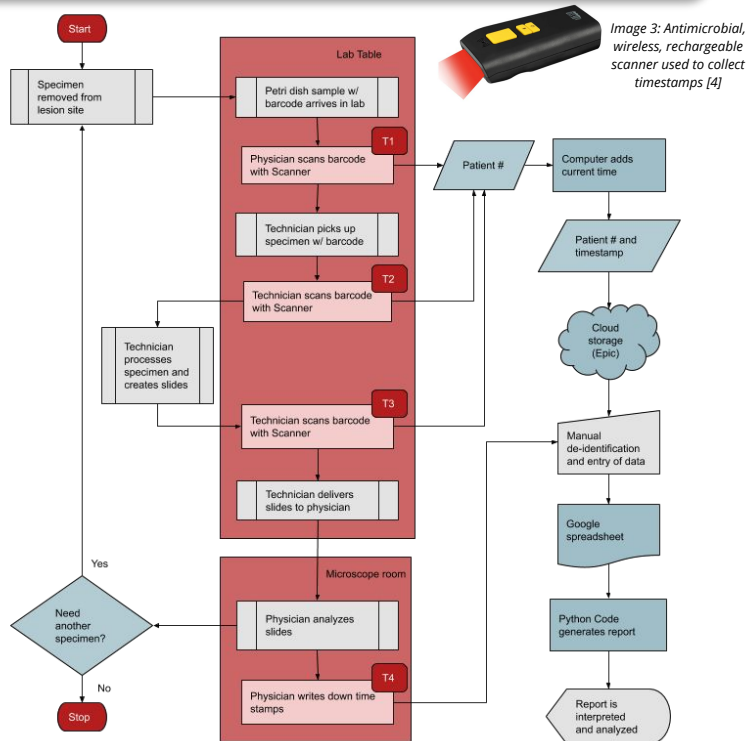 Start
Image 3: Antimicrobial,
wireless, rechargeable
scanner used to collect
timestamps [4]
Specimen
removed from
lesion site
Lab Table
Petri dish sample w/
barcode arrives in lab
T1
Physician scans barcode
with Scanner
Patient #
Computer adds
current time
Technician picks up
specimen w/ barcode
Patient # and
timestamp
T2
Technician scans barcode
with Scanner
Cloud
storage
(Epic)
Technician
processes
specimen and
creates slides
T3
Technician scans barcode
with Scanner
Manual
de-identification
and entry of data
Technician delivers
slides to physician
Google
spreadsheet
Microscope room
Yes
Need
another
specimen?
Physician analyzes
slides
Python Code
generates report
No
T4
Physician writes down time
stamps
Stop
Report is
interpreted
and analyzed